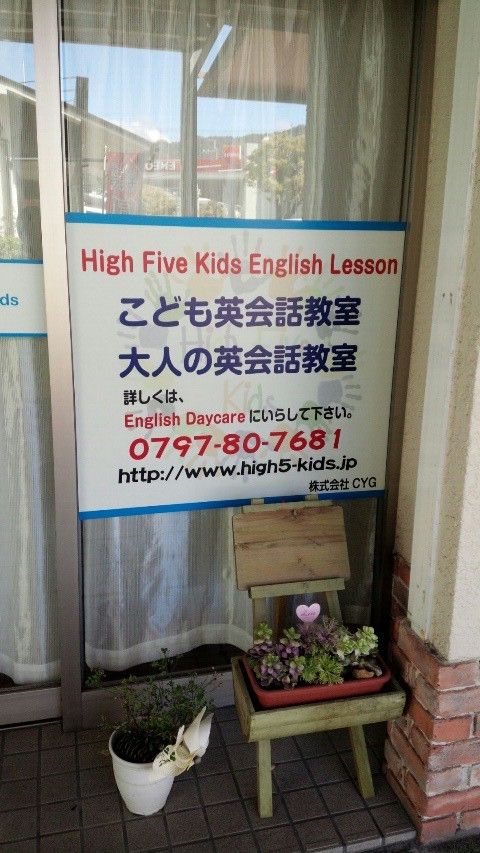 High Five Kids English Lesson
こども英会話教室
大人の英会話教室
詳しくは、
English Daycare にいらして下さい。
0797-80-7681
http://www.high5-kids.jp
株式会社 CYG
ds
Kids